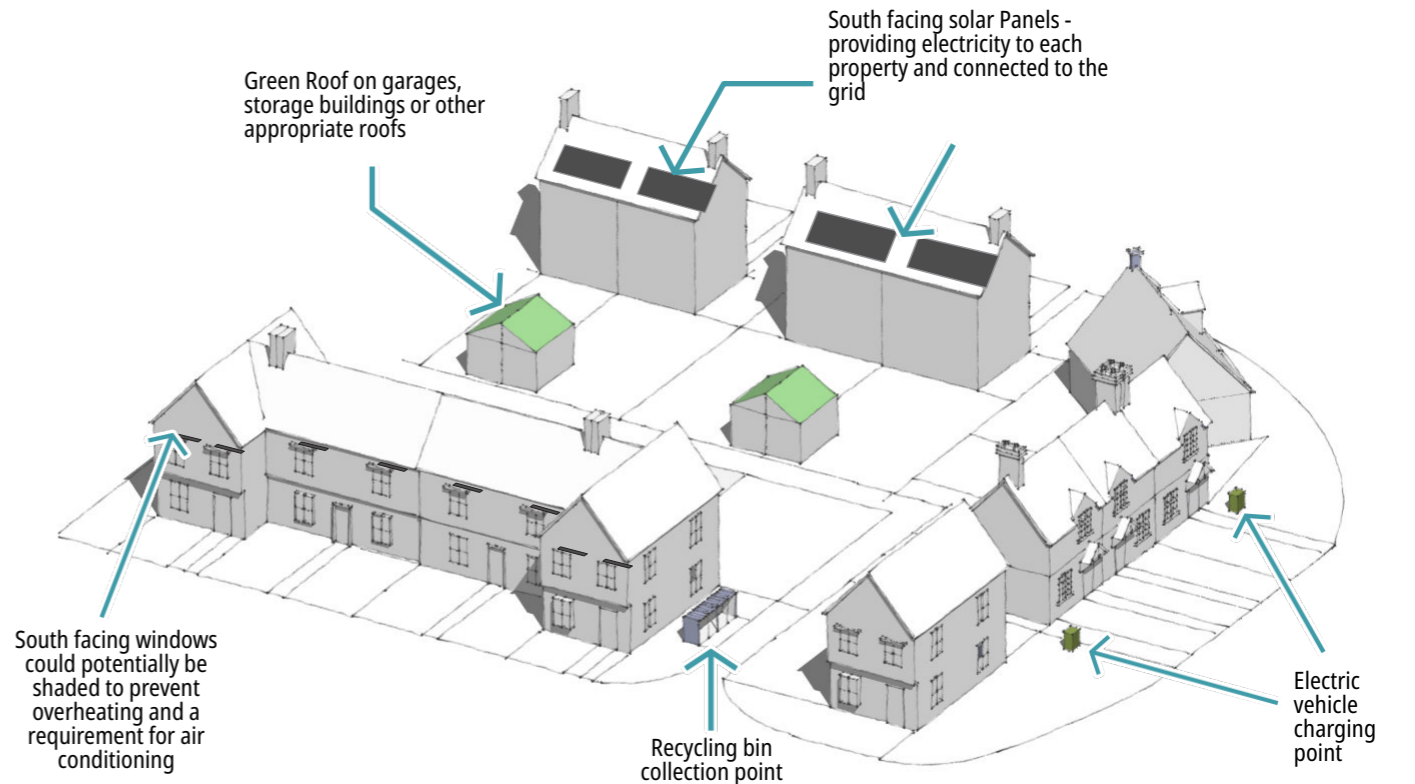 South facing solar Panels -
providing electricity to each
property and connected to the
grid
Green Roof on garages,
storage buildings or other
appropriate roofs
South facing windows
could potentially be
shaded to prevent
overheating and a
requirement for air
conditioning
Recycling bin
collection point
Electric
vehicle
charging
point